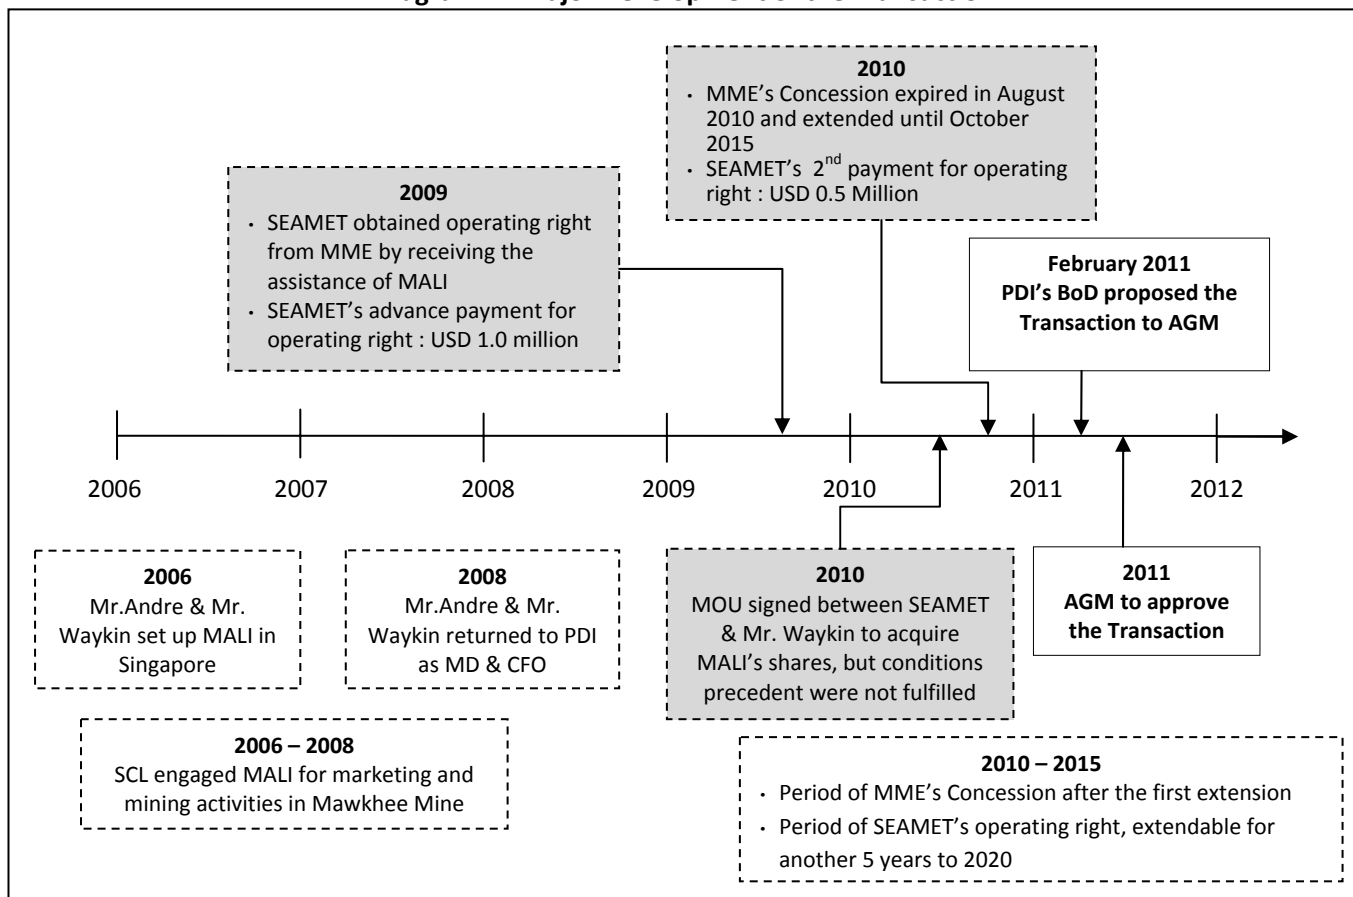 2010
• MME's Concession expired in August
2010 and extended until October
2015
• SEAMET's 2nd payment for operating
right : USD 0.5 Million
2009
• SEAMET obtained operating right
from MME by receiving the
assistance of MALI
• SEAMET's advance payment for
operating right : USD 1.0 million
February 2011
PDI's BoD proposed the
Transaction to AGM
2006 2007 2008 2009 2010 2011 2012
2006
Mr.Andre & Mr.
Waykin set up MALI in
Singapore
2008
Mr.Andre & Mr.
Waykin returned to PDI
as MD & CFO
2010
MOU signed between SEAMET
& Mr. Waykin to acquire
MALI's shares, but conditions
precedent were not fulfilled
2011
AGM to approve
the Transaction
2006 – 2008
SCL engaged MALI for marketing and
mining activities in Mawkhee Mine
2010 – 2015
• Period of MME's Concession after the first extension
• Period of SEAMET's operating right, extendable for
another 5 years to 2020